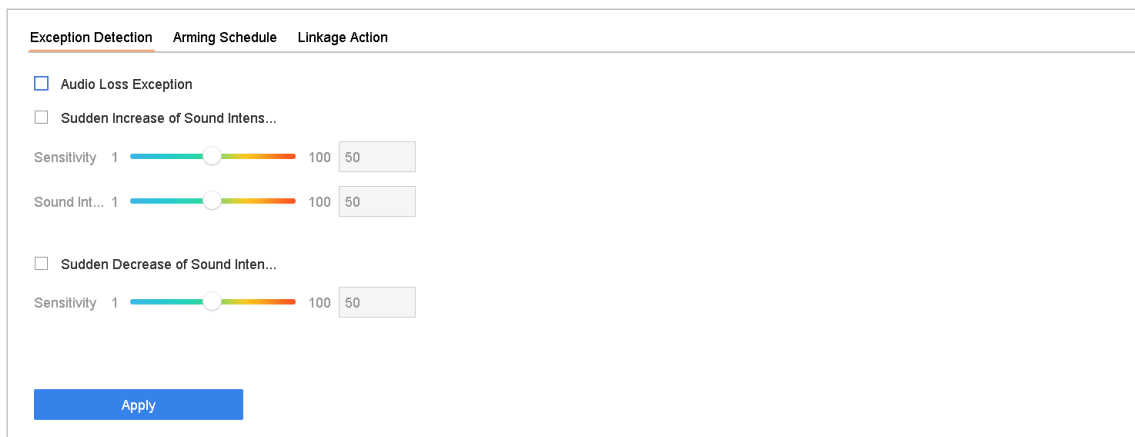 Exception Detection Arming Schedule Linkage Action
Audio Loss Exception
Sudden Increase of Sound Intens...
Sensitivity 1 100 50
Sound Int... 1 100 50
Sudden Decrease of Sound Inten...
Sensitivity 1 100 50
Apply